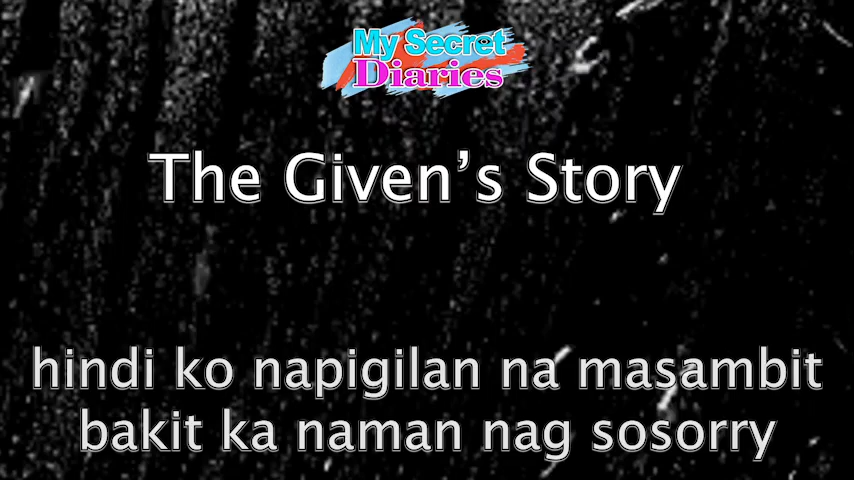 My Secret
Diaries
The Given's Story
hindi ko napigilan na masambit
bakit ka naman nag sosorry